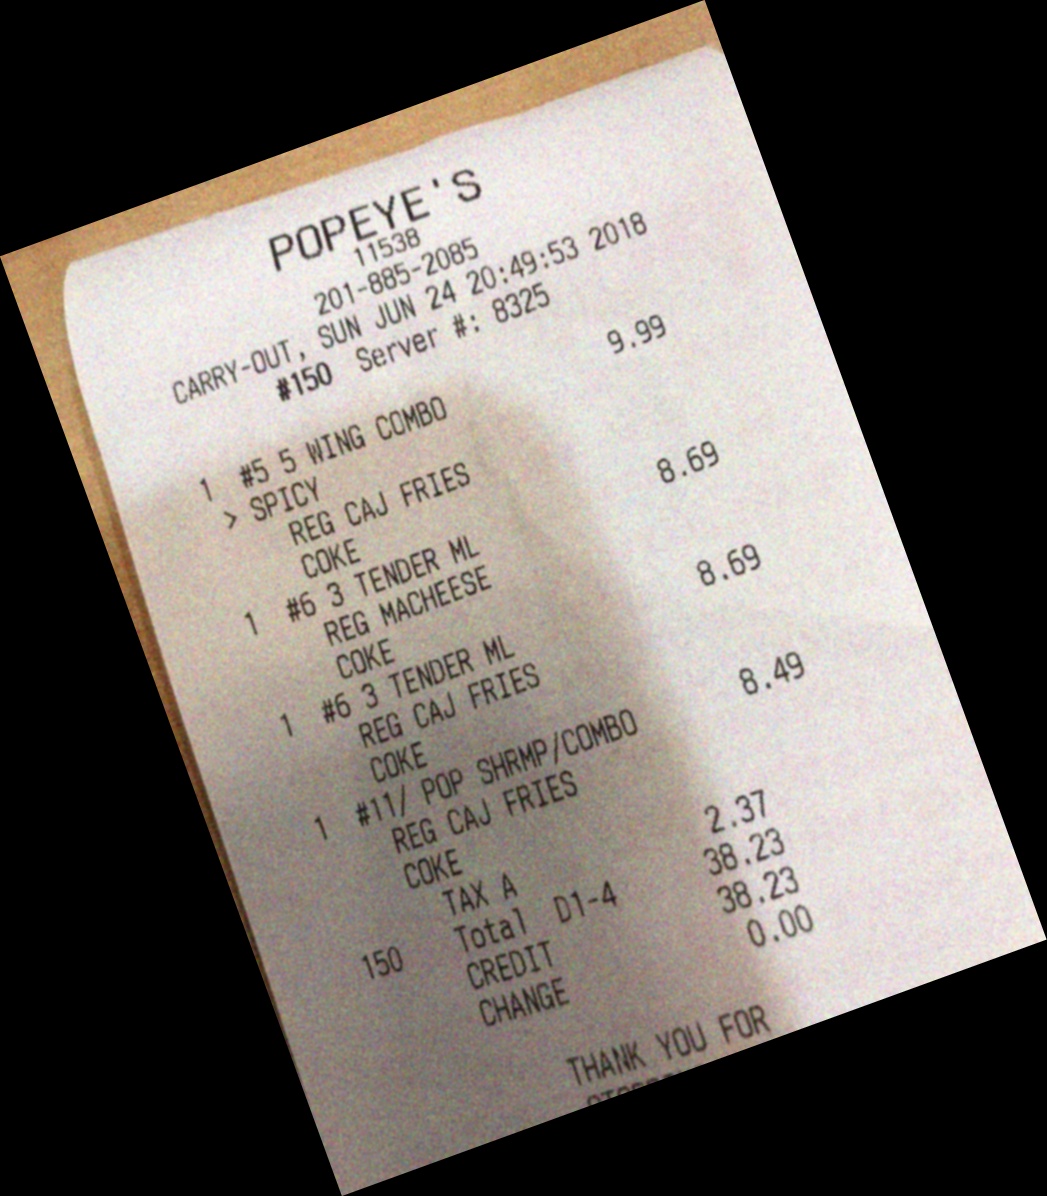 POPEYE'S
11538
201-885-2085
CARRY-OUT, SUN JUN 24 20:49:53 2018
#150 Server #: 8325
1 #5 5 WING COMBO 9.99
> SPICY
REG CAJ FRIES
COKE
1 #6 3 TENDER ML 8.69
REG MACHEESE
COKE
1 #6 3 TENDER ML 8.69
REG CAJ FRIES
COKE
1 #11/ POP SHRMP/COMBO 8.49
REG CAJ FRIES
COKE
TAX A 2.37
150 Total D1-4 38.23
CREDIT 38.23
CHANGE 0.00
THANK YOU FOR